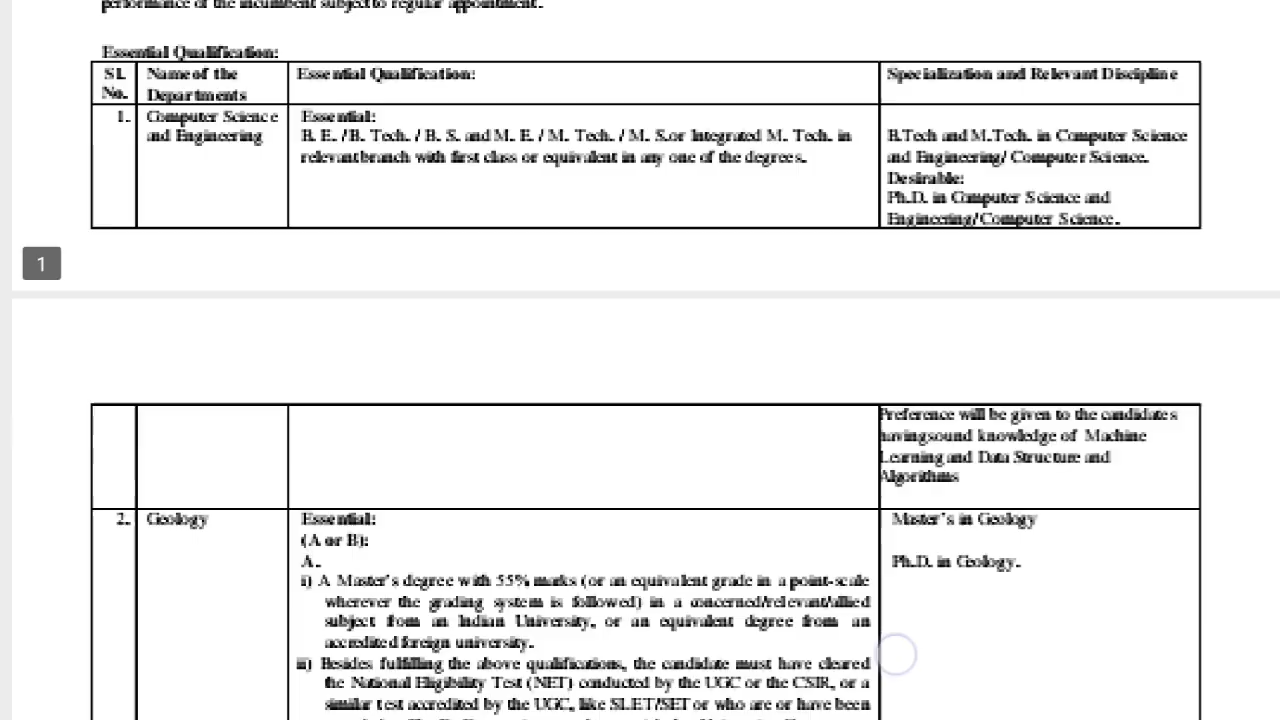 performance of the incumbent subject to regular appointment.
Essential Qualification:
Sl. No.
Name of the Departments
Essential Qualification:
Specialization and Relevant Discipline
1.
Computer Science
and Engineering
Essential:
B. E. / B. Tech. / B. S. and M. E. / M. Tech. / M. S.or Integrated M. Tech. in
relevant branch with first class or equivalent in any one of the degrees.
B.Tech and M.Tech. in Computer Science
and Engineering/ Computer Science.
Desirable:
Ph.D. in Computer Science and
Engineering/Computer Science.
1
Preference will be given to the candidates
having sound knowledge of Machine
Learning and Data Structure and
Algorithms
2.
Geology
Essential:
(A or B):
A.
i) A Master's degree with 55% marks (or an equivalent grade in a point-scale
wherever the grading system is followed) in a concerned/relevant/allied
subject from an Indian University, or an equivalent degree from an
accredited foreign university.
ii) Besides fulfilling the above qualifications, the candidate must have cleared
the National Eligibility Test (NET) conducted by the UGC or the CSIR, or a
similar test accredited by the UGC, like SLET/SET or who are or have been
Master's in Geology
Ph.D. in Geology.